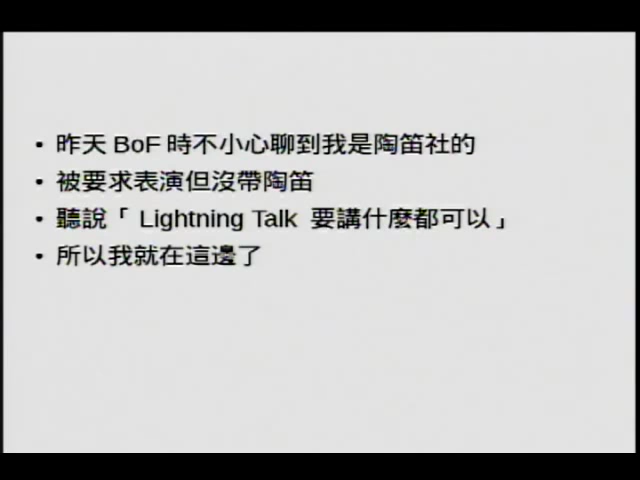 • 昨天 BoF 時不小心聊到我是陶笛社的
• 被要求表演但沒帶陶笛
• 聽說「 Lightning Talk 要講什麼都可以」
• 所以我就在這邊了